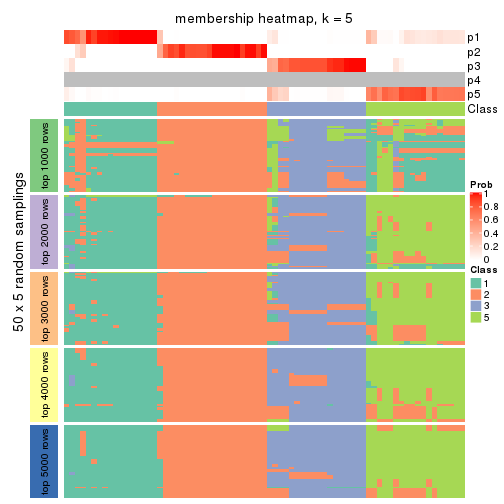 membership heatmap, k = 5
p1
p2
p3
p4
p5
Class
50 x 5 random samplings
top 1000 rows
top 2000 rows
top 3000 rows
top 4000 rows
top 5000 rows
Prob
1
0.8
0.6
0.4
0.2
0
Class
1
2
3
5